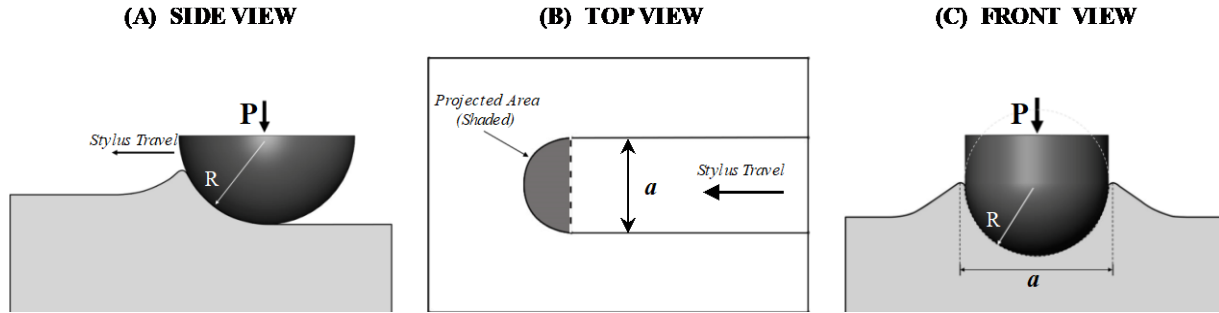 (A) SIDE VIEW
P
Stylus Travel
R
(B) TOP VIEW
Projected Area
(Shaded)
a
Stylus Travel
(C) FRONT VIEW
P
R
a